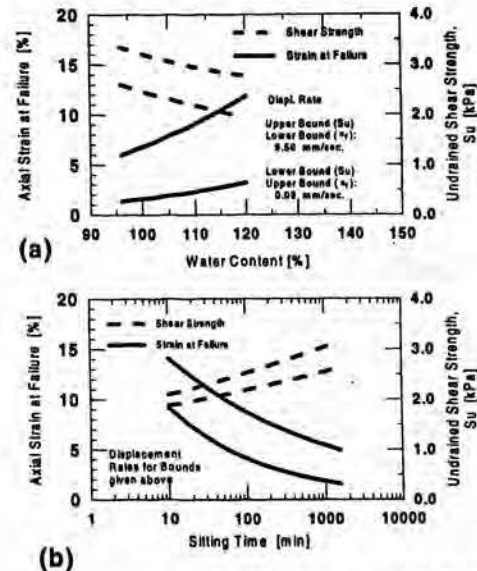 20
15
10
5
0
Axial Strain at Failure [%]
Shear Strength
Strain at Failure
Displ. Rate
Upper Bound (Su)
Lower Bound
9.50 mm/sec.
Lower Bound (Su)
Upper Bound
mm/sec.
4.0
3.0
2.0
1.0
0.0
Undrained Shear Strength,
Su [kPa]
90 100 110 120 130 140 150
Water Content [%]
(a)
20
15
10
5
0
Axial Strain at Failure [%]
Shear Strength
Strain at Failure
Displacement
Rates for Bounds
given above
4.0
3.0
2.0
1.0
0.0
Undrained Shear Strength,
Su [kPa]
1 10 100 1000 10000
Sitting Time [min]
(b)